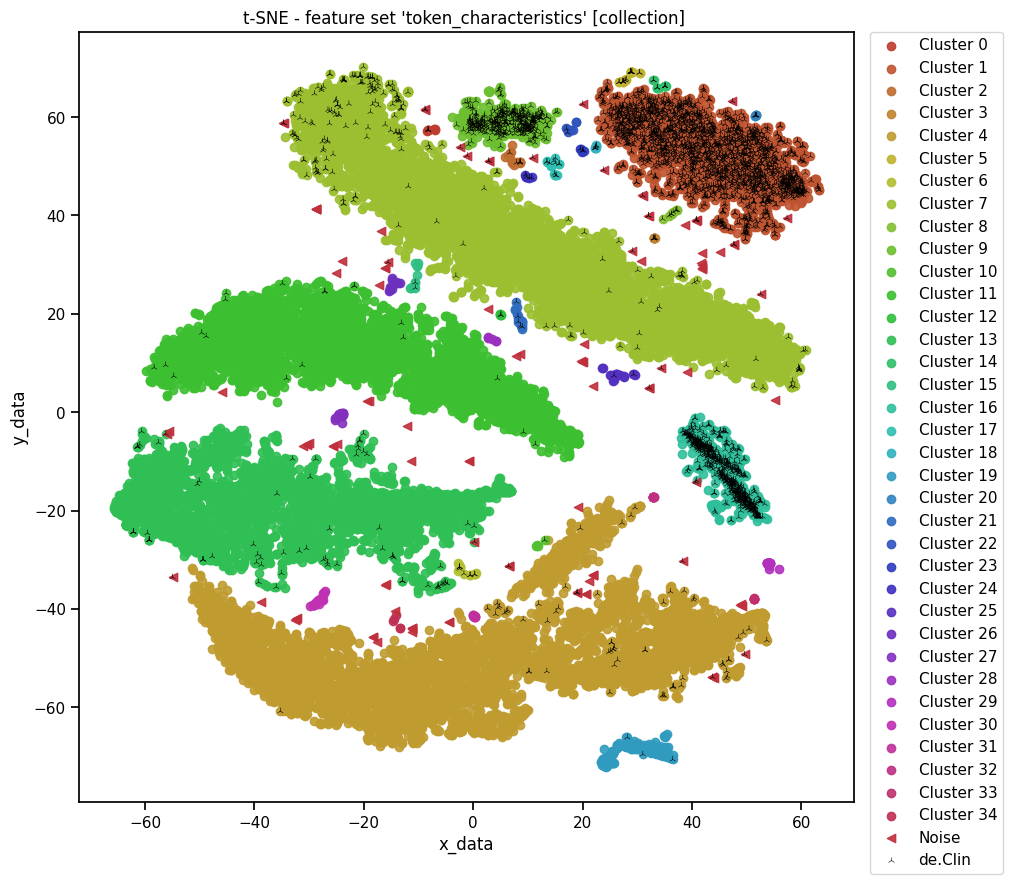 t-SNE - feature set 'token_characteristics' [collection]
y_data
60
40
20
0
−20
−40
−60
−60
−40
−20
0
20
40
60
x_data
Cluster 0
Cluster 1
Cluster 2
Cluster 3
Cluster 4
Cluster 5
Cluster 6
Cluster 7
Cluster 8
Cluster 9
Cluster 10
Cluster 11
Cluster 12
Cluster 13
Cluster 14
Cluster 15
Cluster 16
Cluster 17
Cluster 18
Cluster 19
Cluster 20
Cluster 21
Cluster 22
Cluster 23
Cluster 24
Cluster 25
Cluster 26
Cluster 27
Cluster 28
Cluster 29
Cluster 30
Cluster 31
Cluster 32
Cluster 33
Cluster 34
Noise
de.Clin